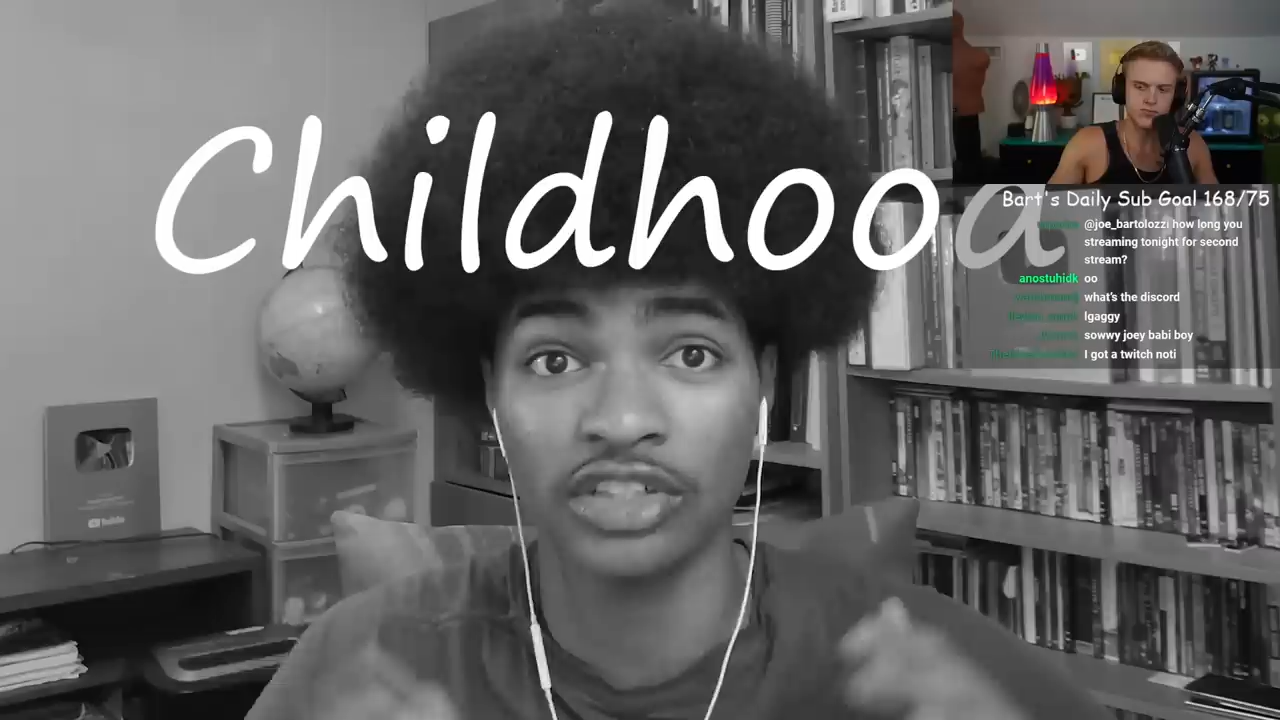 Childhood
Bart's Daily Sub Goal 168/75
@joe_bartolozzi how long you
streaming tonight for second
stream?
anostuhidk oo
what's the discord
lgaggy
sowwy joey babi boy
I got a twitch noti
YouTube